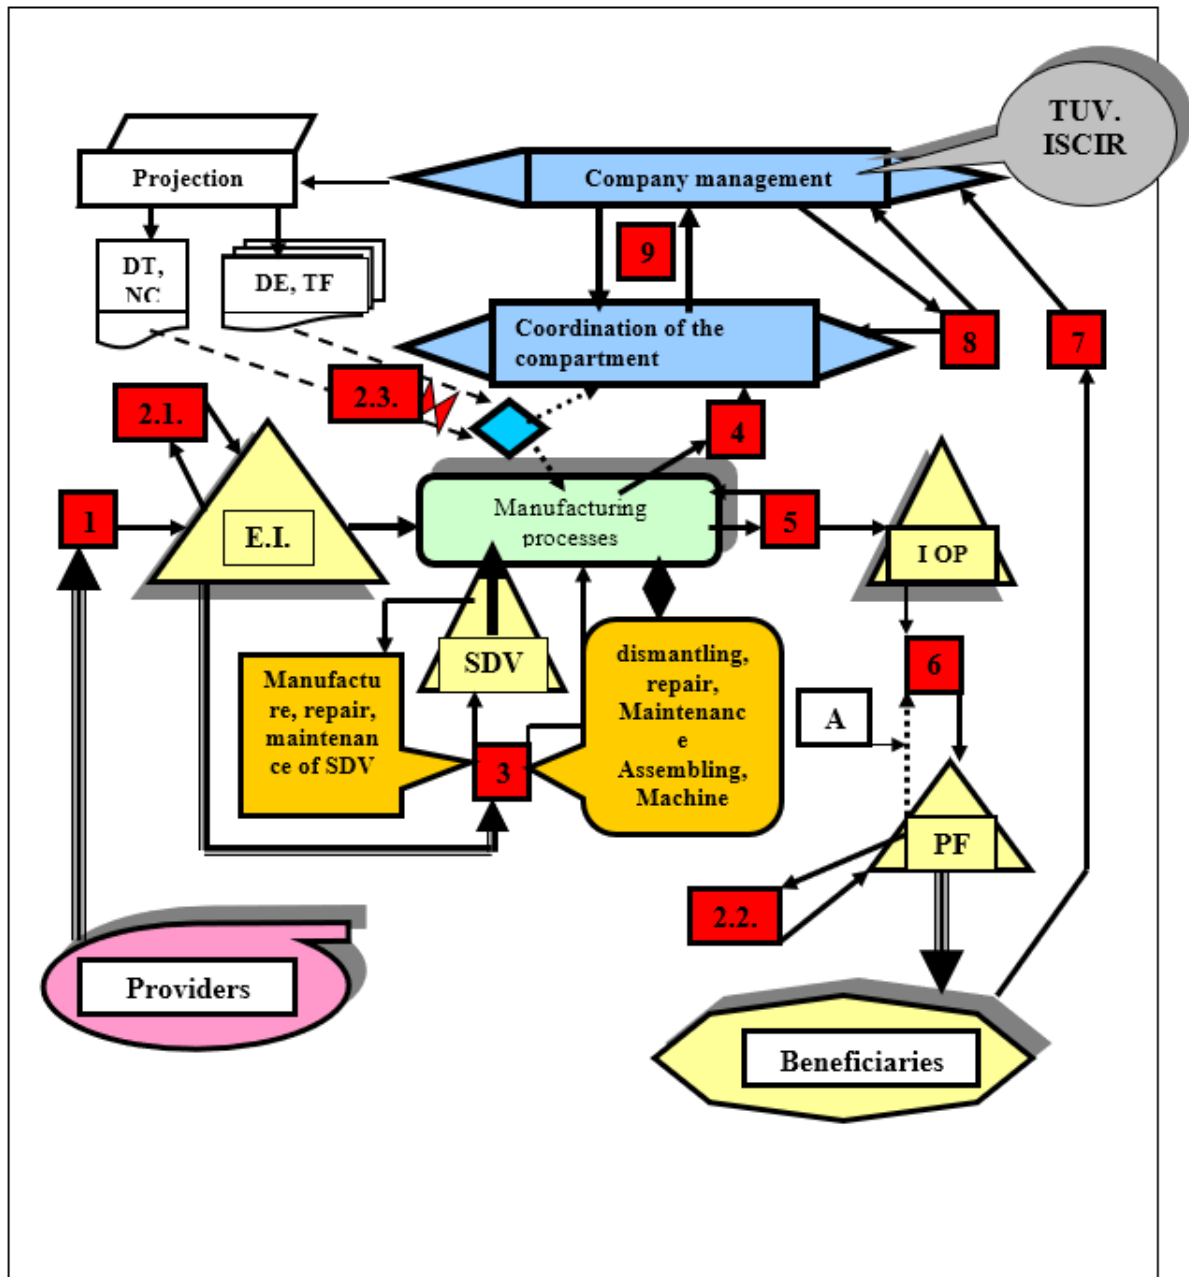 TUV.
ISCIR
Projection
Company management
DT,
NC
DE, TF
9
Coordination of the
compartment
8
7
2.3.
2.1.
4
1
E.I.
Manufacturing
processes
5
I OP
SDV
Manufactu
re, repair,
maintenan
ce of SDV
dismantling,
repair,
Maintenanc
e
Assembling,
Machine
3
6
A
PF
2.2.
Providers
Beneficiaries